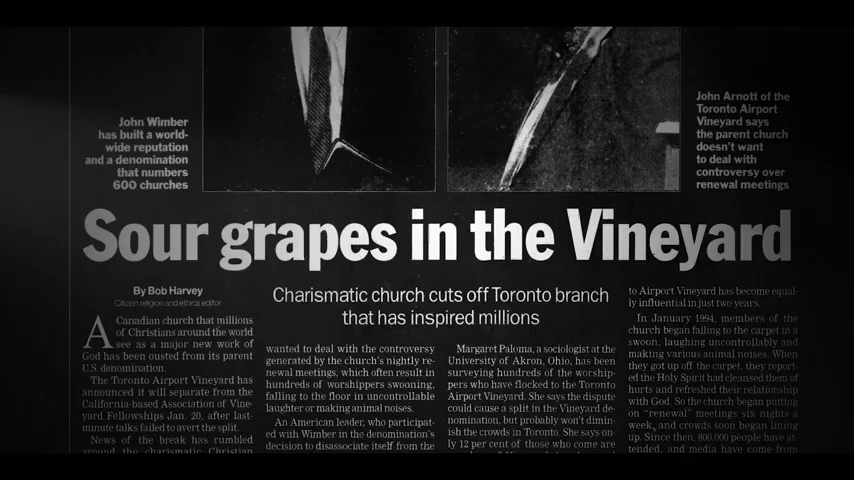 John Wimber
has built a world-
wide reputation
and a denomination
that numbers
600 churches
John Arnott of the
Toronto Airport
Vineyard says
the parent church
doesn't want
to deal with
controversy over
renewal meetings
Sour grapes in the Vineyard
By Bob Harvey
Citizen religion and ethics editor
Charismatic church cuts off Toronto branch
that has inspired millions
A Canadian church that millions
of Christians around the world
see as a major new work of
God has been ousted from its parent
U.S. denomination.
The Toronto Airport Vineyard has
announced it will separate from the
California-based Association of Vine-
yard Fellowships Jan. 20, after last-
minute talks failed to avert the split.
News of the break has rumbled
around the charismatic Christian
wanted to deal with the controversy
generated by the church's nightly re-
newal meetings, which often result in
hundreds of worshippers swooning,
falling to the floor in uncontrollable
laughter or making animal noises.
An American leader, who participat-
ed with Wimber in the denomination's
decision to disassociate itself from the
Margaret Paloma, a sociologist at the
University of Akron, Ohio, has been
surveying hundreds of the worship-
pers who have flocked to the Toronto
Airport Vineyard. She says the dispute
could cause a split in the Vineyard de-
nomination, but probably won't dimin-
ish the crowds in Toronto. She says on-
ly 12 per cent of those who come are
to Airport Vineyard has become equal-
ly influential in just two years.
In January 1994, members of the
church began falling to the carpet in a
swoon, laughing uncontrollably and
making various animal noises. When
they got up off the carpet, they report-
ed the Holy Spirit had cleansed them of
hurts and refreshed their relationship
with God. So the church began putting
on "renewal" meetings six nights a
week, and crowds soon began lining
up. Since then, 800,000 people have at-
tended, and media have come from